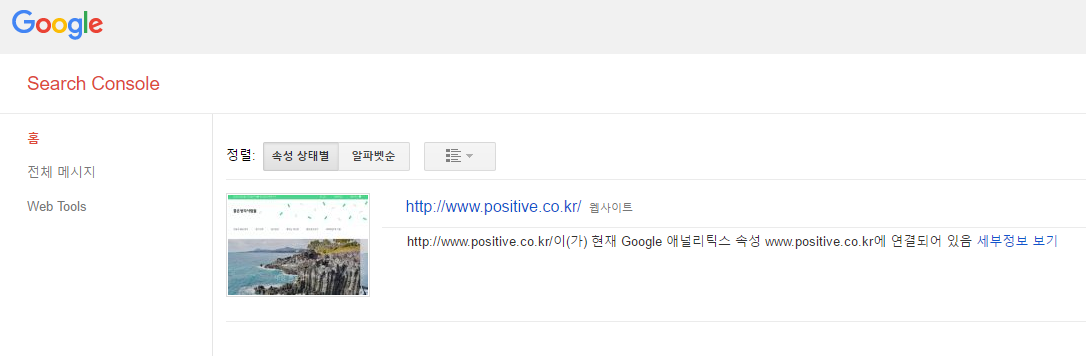 Google
Search Console
홈
전체 메시지
Web Tools
정렬: 속성 상태별 알파벳순
http://www.positive.co.kr/ 웹사이트
http://www.positive.co.kr/이(가) 현재 Google 애널리틱스 속성 www.positive.co.kr에 연결되어 있음 세부정보 보기